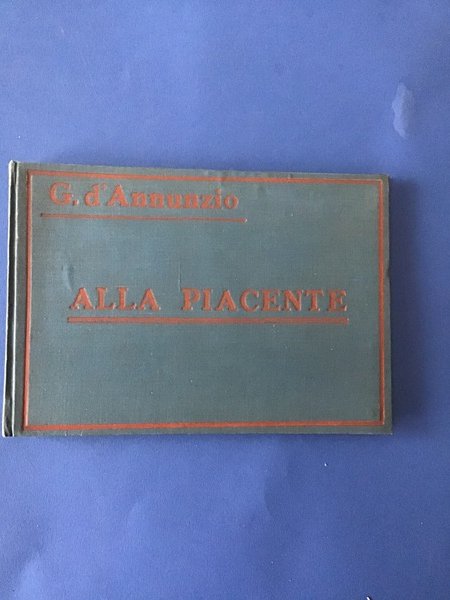 G. d'Annunzio
ALLA PIACENTE